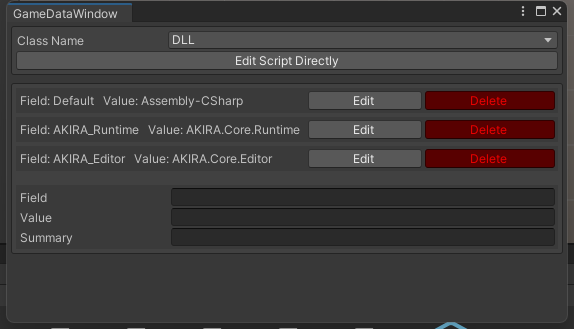 GameDataWindow
Class Name DLL
Edit Script Directly
Field: Default Value: Assembly-CSharp Edit Delete
Field: AKIRA_Runtime Value: AKIRA.Core.Runtime Edit Delete
Field: AKIRA_Editor Value: AKIRA.Core.Editor Edit Delete
Field
Value
Summary